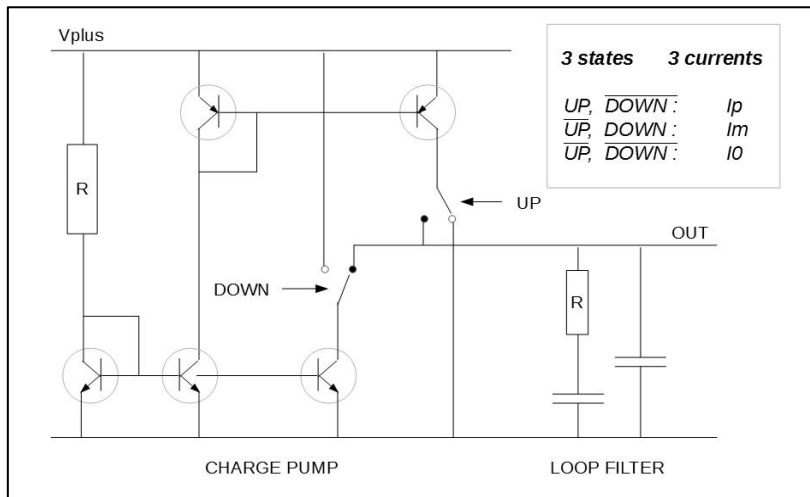 Vplus
3 states 3 currents
UP, DOWN : Ip
UP, DOWN : Im
UP, DOWN : I0
R
UP
OUT
DOWN
R
CHARGE PUMP
LOOP FILTER